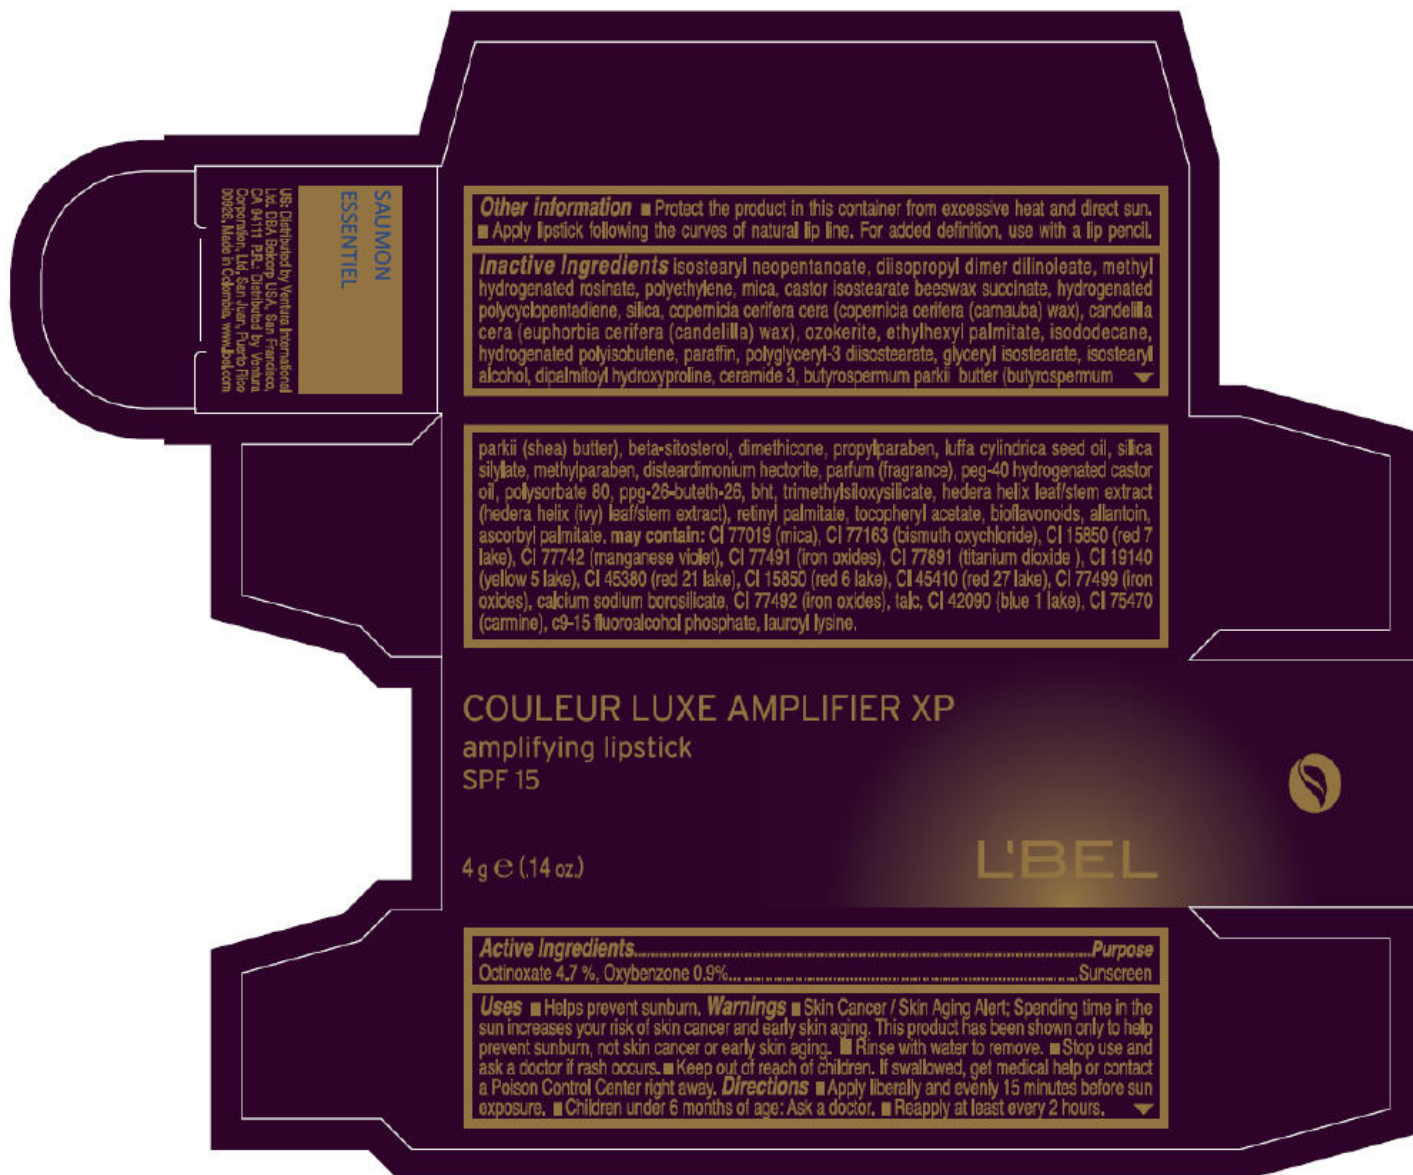 SAUMON
ESSENTIEL
US: Distributed by Ventura International
Ltd. DBA Belcorp USA, San Francisco,
CA 94111 P.R.: Distributed by Ventura
Corporation, Ltd. San Juan, Puerto Rico
00926. Made in Colombia, www.lbel.com
Other information ■ Protect the product in this container from excessive heat and direct sun.
■ Apply lipstick following the curves of natural lip line. For added definition, use with a lip pencil.
Inactive Ingredients isostearyl neopentanoate, diisopropyl dimer dilinoleate, methyl
hydrogenated rosinate, polyethylene, mica, castor isostearate beeswax succinate, hydrogenated
polycyclopentadiene, silica, copernicia cerifera cera (copernicia cerifera (carnauba) wax), candelilla
cera (euphorbia cerifera (candelilla) wax), ozokerite, ethylhexyl palmitate, isododecane,
hydrogenated polyisobutene, paraffin, polyglyceryl-3 diisostearate, glyceryl isostearate, isostearyl
alcohol, dipalmitoyl hydroxyproline, ceramide 3, butyrospermum parkii butter (butyrospermum
parkii (shea) butter), beta-sitosterol, dimethicone, propylparaben, luffa cylindrica seed oil, silica
silylate, methylparaben, disteardimonium hectorite, parfum (fragrance), peg-40 hydrogenated castor
oil, polysorbate 80, ppg-26-buteth-26, bht, trimethylsiloxysilicate, hedera helix leaf/stem extract
(hedera helix (ivy) leaf/stem extract), retinyl palmitate, tocopheryl acetate, bioflavonoids, allantoin,
ascorbyl palmitate, may contain: CI 77019 (mica), CI 77163 (bismuth oxychloride), CI 15850 (red 7
lake), CI 77742 (manganese violet), CI 77491 (iron oxides), CI 77891 (titanium dioxide ), CI 19140
(yellow 5 lake), CI 45380 (red 21 lake), CI 15850 (red 6 lake), CI 45410 (red 27 lake), CI 77499 (iron
oxides), calcium sodium borosilicate, CI 77492 (iron oxides), talc, CI 42090 (blue 1 lake), CI 75470
(carmine), c9-15 fluoroalcohol phosphate, lauroyl lysine.
COULEUR LUXE AMPLIFIER XP
amplifying lipstick
SPF 15
4 g ℮ (.14 oz.)
L'BEL
Active Ingredients..........Purpose
Octinoxate 4.7 %, Oxybenzone 0.9%..........Sunscreen
Uses ■ Helps prevent sunburn. Warnings ■ Skin Cancer / Skin Aging Alert: Spending time in the
sun increases your risk of skin cancer and early skin aging. This product has been shown only to help
prevent sunburn, not skin cancer or early skin aging. ■ Rinse with water to remove. ■ Stop use and
ask a doctor if rash occurs. ■ Keep out of reach of children. If swallowed, get medical help or contact
a Poison Control Center right away. Directions ■ Apply liberally and evenly 15 minutes before sun
exposure. ■ Children under 6 months of age: Ask a doctor. ■ Reapply at least every 2 hours.